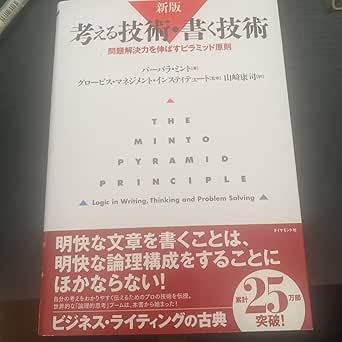 新版
考える技術・書く技術
問題解決力を伸ばすピラミッド原則
バーバラ・ミント[著]
グロービス・マネジメント・インスティテュート[監修] 山﨑康司[訳]
THE
MINTO
PYRAMID
PRINCIPLE
Logic in Writing, Thinking and Problem Solving
ダイヤモンド社
明快な文章を書くことは、
明快な論理構成をすることに
ほかならない!
自分の考えをわかりやすく伝えるためのプロの技術を伝授。
世界的な「論理的思考」ブームは、本書から始まった!
ビジネス・ライティングの古典
累計25万部
突破!